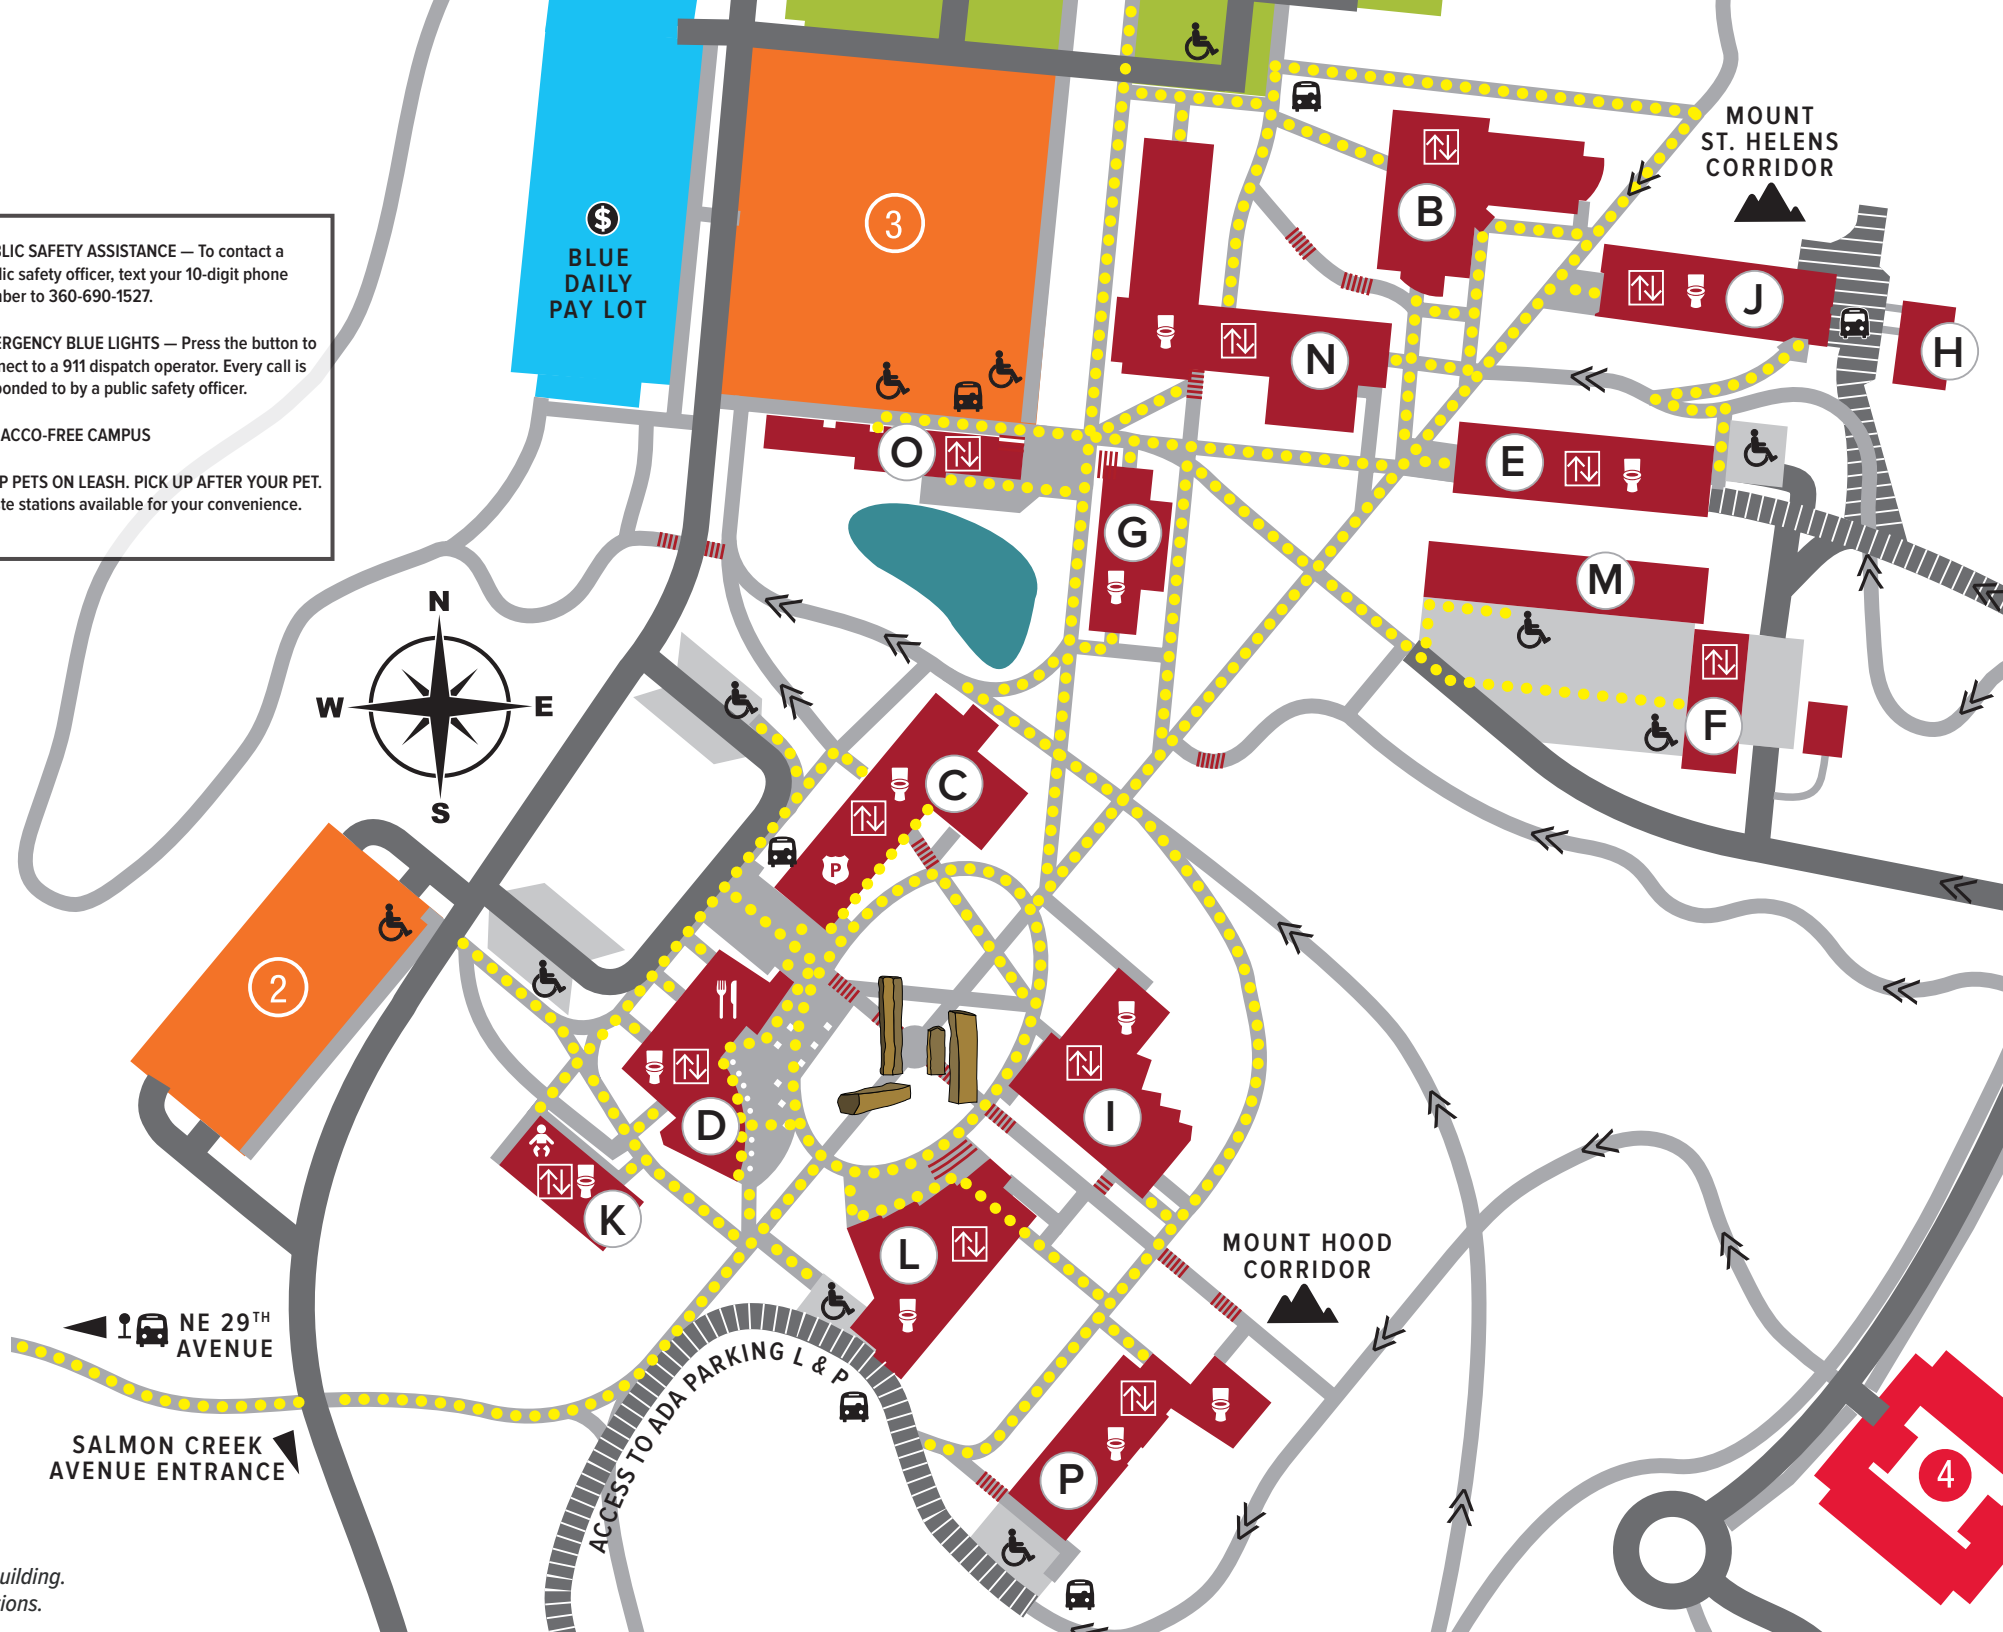 MOUNT
ST. HELENS
CORRIDOR
3
$
BLUE
DAILY
PAY LOT
BLIC SAFETY ASSISTANCE — To contact a
lic safety officer, text your 10-digit phone
ber to 360-690-1527.
ERGENCY BLUE LIGHTS — Press the button to
nect to a 911 dispatch operator. Every call is
ponded to by a public safety officer.
ACCO-FREE CAMPUS
P PETS ON LEASH. PICK UP AFTER YOUR PET.
te stations available for your convenience.
B
J
H
N
O
E
G
M
F
N
W
E
S
C
P
2
D
I
K
L
MOUNT HOOD
CORRIDOR
NE 29TH
AVENUE
ACCESS TO ADA PARKING L & P
SALMON CREEK
AVENUE ENTRANCE
P
4
uilding.
ions.